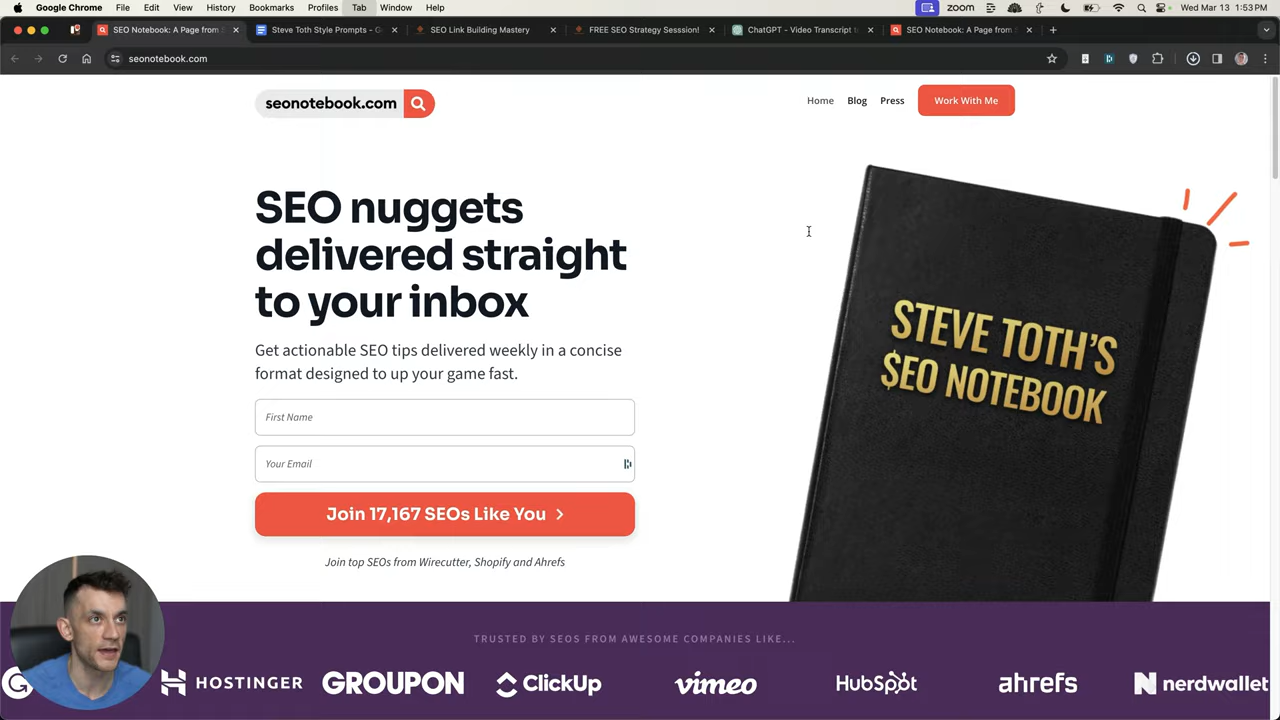 Google Chrome File Edit View History Bookmarks Profiles Tab Window Help zoom Wed Mar 13 1:53 PM
SEO Notebook: A Page from Steve Toth Style Prompts - G SEO Link Building Mastery FREE SEO Strategy Sesssion! ChatGPT - Video Transcript t SEO Notebook: A Page from S
seonotebook.com
seonotebook.com
Home Blog Press Work With Me
SEO nuggets
delivered straight
to your inbox
Get actionable SEO tips delivered weekly in a concise
format designed to up your game fast.
First Name
Your Email
Join 17,167 SEOs Like You
Join top SEOs from Wirecutter, Shopify and Ahrefs
STEVE TOTH'S
$EO NOTEBOOK
TRUSTED BY SEOS FROM AWESOME COMPANIES LIKE...
HOSTINGER GROUPON ClickUp vimeo HubSpot ahrefs nerdwallet